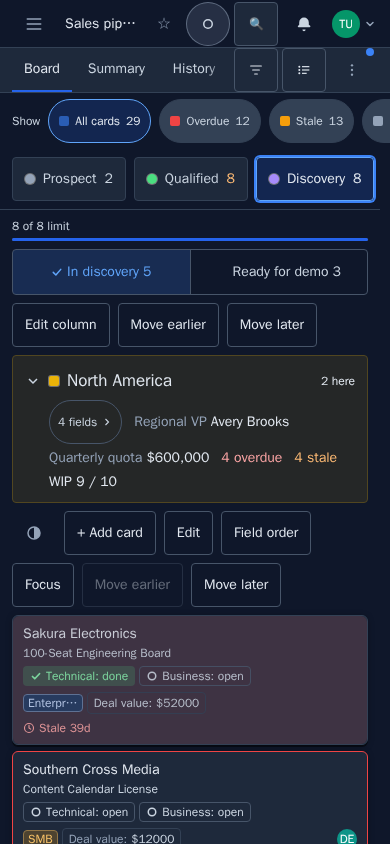 Sales pip…
TU
Board Summary History
Show All cards 29 Overdue 12 Stale 13
Prospect 2 Qualified 8 Discovery 8
8 of 8 limit
In discovery 5 Ready for demo 3
Edit column Move earlier Move later
North America 2 here
4 fields Regional VP Avery Brooks
Quarterly quota $600,000 4 overdue 4 stale
WIP 9 / 10
+ Add card Edit Field order
Focus Move earlier Move later
Sakura Electronics
100-Seat Engineering Board
Technical: done Business: open
Enterpr… Deal value: $52000
Stale 39d
Southern Cross Media
Content Calendar License
Technical: open Business: open
SMB Deal value: $12000 DE